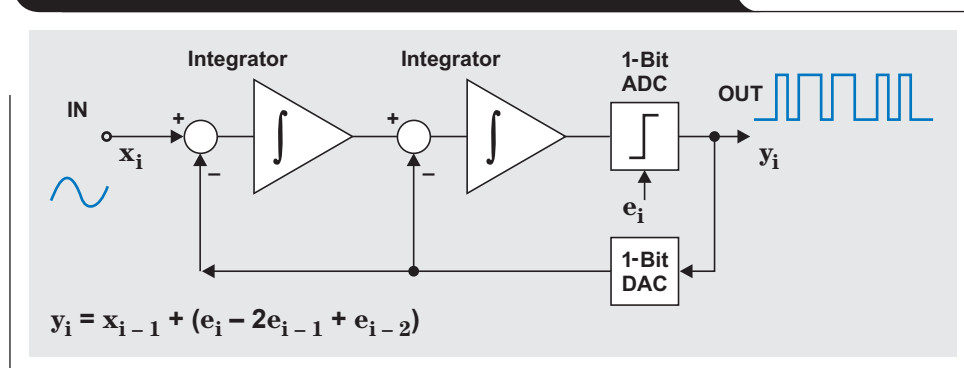 Integrator
Integrator
1-Bit
ADC
OUT
IN
+
+
xᵢ
−
−
yᵢ
eᵢ
1-Bit
DAC
yᵢ = xᵢ₋₁ + (eᵢ – 2eᵢ₋₁ + eᵢ₋₂)